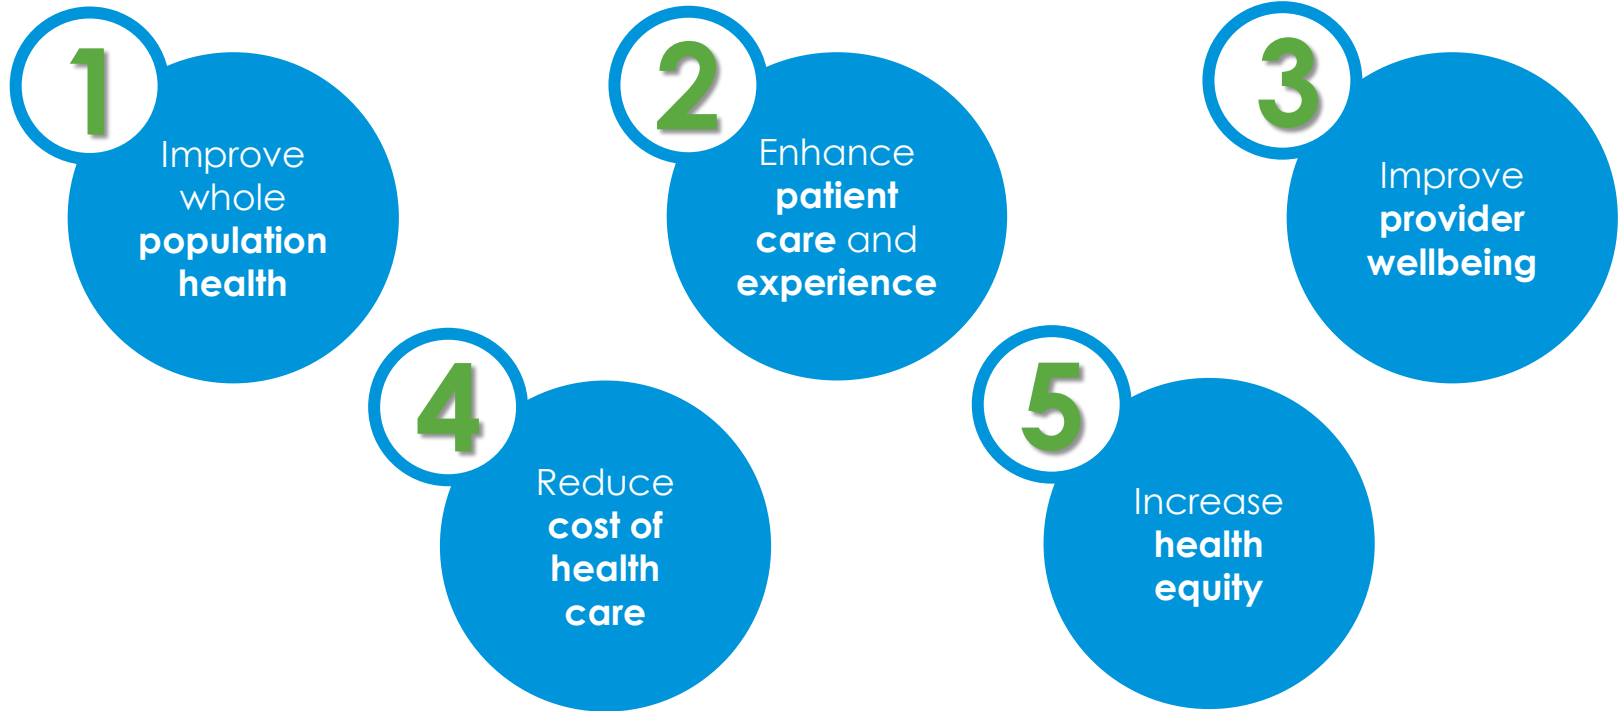 1
Improve
whole
population
health
2
Enhance
patient
care and
experience
3
Improve
provider
wellbeing
4
Reduce
cost of
health
care
5
Increase
health
equity